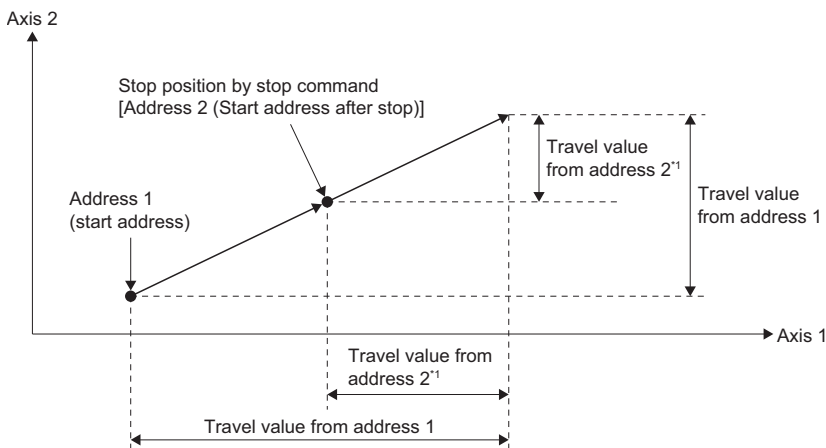 Axis 2
Stop position by stop command
[Address 2 (Start address after stop)]
Address 1
(start address)
Travel value
from address 2*1
Travel value
from address 1
Axis 1
Travel value from
address 2*1
Travel value from address 1